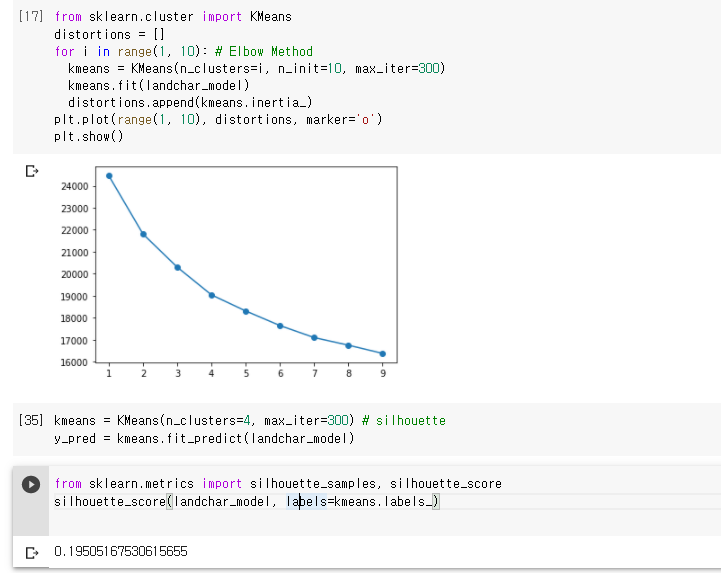 [17] from sklearn.cluster import KMeans
distortions = []
for i in range(1, 10): # Elbow Method
kmeans = KMeans(n_clusters=i, n_init=10, max_iter=300)
kmeans.fit(landchar_model)
distortions.append(kmeans.inertia_)
plt.plot(range(1, 10), distortions, marker='o')
plt.show()
24000
23000
22000
21000
20000
19000
18000
17000
16000
1 2 3 4 5 6 7 8 9
[35] kmeans = KMeans(n_clusters=4, max_iter=300) # silhouette
y_pred = kmeans.fit_predict(landchar_model)
from sklearn.metrics import silhouette_samples, silhouette_score
silhouette_score(landchar_model, labels=kmeans.labels_)
0.19505167530615655